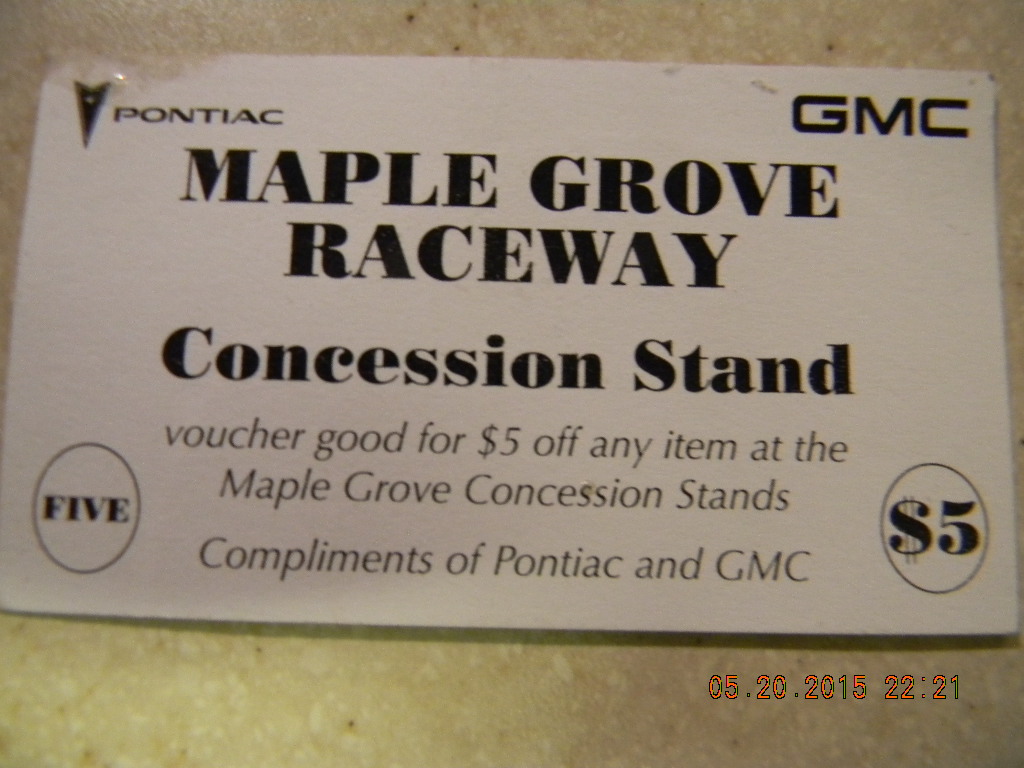 PONTIAC
GMC
MAPLE GROVE
RACEWAY
Concession Stand
voucher good for $5 off any item at the
Maple Grove Concession Stands
FIVE
$5
Compliments of Pontiac and GMC
05.20.2015 22:21